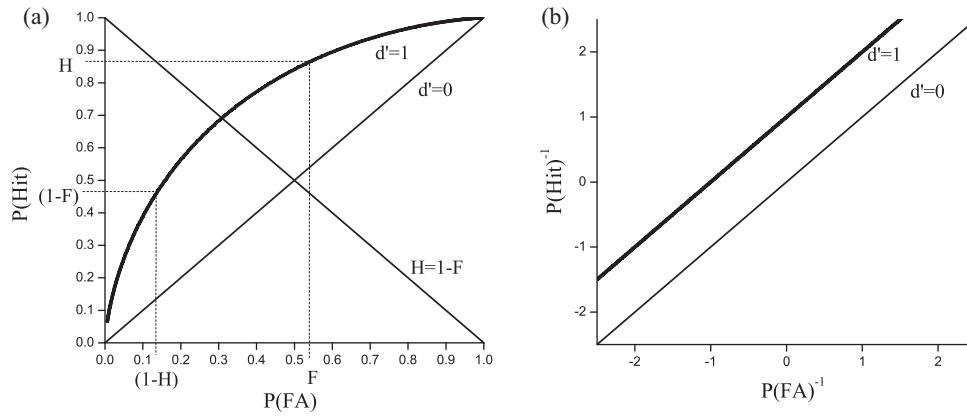 (a)
1.0
0.9
H
0.8
0.7
0.6
0.5
(1-F)
0.4
0.3
0.2
0.1
0.0
P(Hit)
d'=1
d'=0
H=1-F
0.0 0.1 0.2 0.3 0.4 0.5 0.6 0.7 0.8 0.9 1.0
(1-H) F
P(FA)
(b)
2
1
0
-1
-2
P(Hit)⁻¹
d'=1
d'=0
-2 -1 0 1 2
P(FA)⁻¹